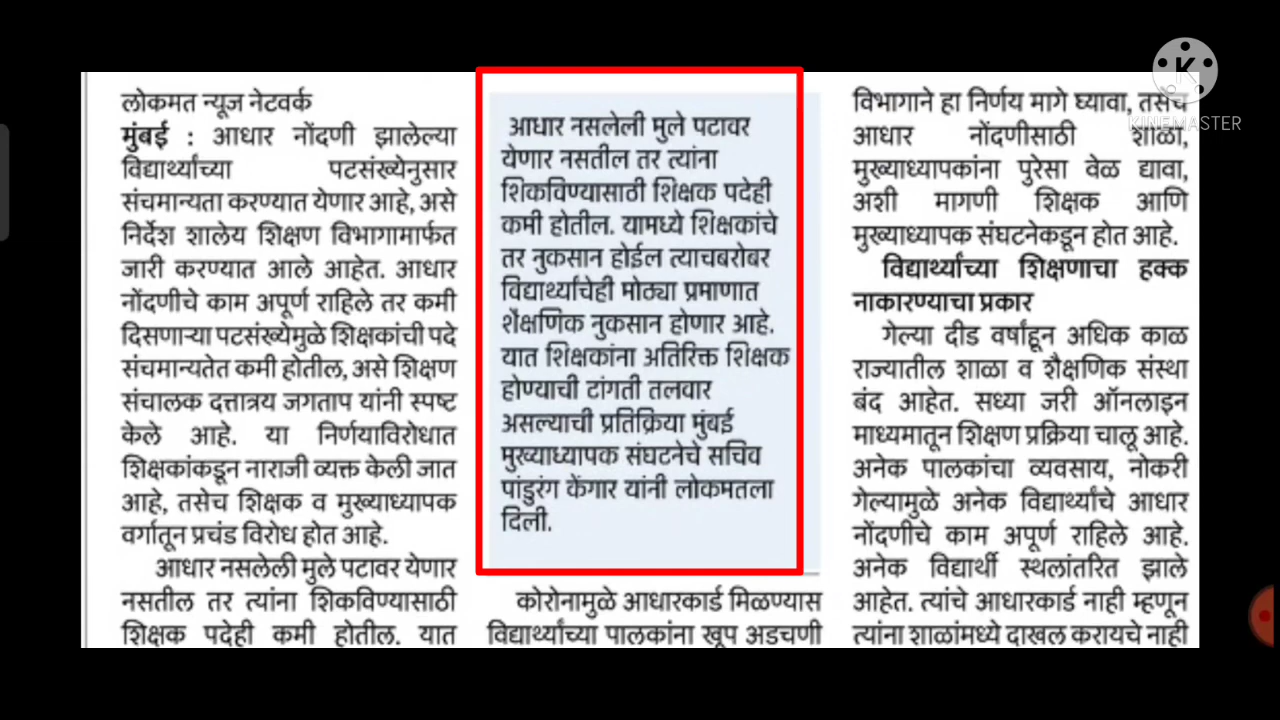 लोकमत न्यूज नेटवर्क
मुंबई : आधार नोंदणी झालेल्या
विद्यार्थ्यांच्या पटसंख्येनुसार
संचमान्यता करण्यात येणार आहे, असे
निर्देश शालेय शिक्षण विभागामार्फत
जारी करण्यात आले आहेत. आधार
नोंदणीचे काम अपूर्ण राहिले तर कमी
दिसणाऱ्या पटसंख्येमुळे शिक्षकांची पदे
संचमान्यतेत कमी होतील, असे शिक्षण
संचालक दत्तात्रय जगताप यांनी स्पष्ट
केले आहे. या निर्णयाविरोधात
शिक्षकांकडून नाराजी व्यक्त केली जात
आहे, तसेच शिक्षक व मुख्याध्यापक
वर्गातून प्रचंड विरोध होत आहे.
आधार नसलेली मुले पटावर येणार
नसतील तर त्यांना शिकविण्यासाठी
शिक्षक पदेही कमी होतील. यात
आधार नसलेली मुले पटावर
येणार नसतील तर त्यांना
शिकविण्यासाठी शिक्षक पदेही
कमी होतील. यामध्ये शिक्षकांचे
तर नुकसान होईल त्याचबरोबर
विद्यार्थ्यांचेही मोठ्या प्रमाणात
शैक्षणिक नुकसान होणार आहे.
यात शिक्षकांना अतिरिक्त शिक्षक
होण्याची टांगती तलवार
असल्याची प्रतिक्रिया मुंबई
मुख्याध्यापक संघटनेचे सचिव
पांडुरंग केंगार यांनी लोकमतला
दिली.
कोरोनामुळे आधारकार्ड मिळण्यास
विद्यार्थ्यांच्या पालकांना खूप अडचणी
विभागाने हा निर्णय मागे घ्यावा, तसेच
आधार नोंदणीसाठी शाळा,
मुख्याध्यापकांना पुरेसा वेळ द्यावा,
अशी मागणी शिक्षक आणि
मुख्याध्यापक संघटनेकडून होत आहे.
विद्यार्थ्यांच्या शिक्षणाचा हक्क
नाकारण्याचा प्रकार
गेल्या दीड वर्षांहून अधिक काळ
राज्यातील शाळा व शैक्षणिक संस्था
बंद आहेत. सध्या जरी ऑनलाइन
माध्यमातून शिक्षण प्रक्रिया चालू आहे.
अनेक पालकांचा व्यवसाय, नोकरी
गेल्यामुळे अनेक विद्यार्थ्यांचे आधार
नोंदणीचे काम अपूर्ण राहिले आहे.
अनेक विद्यार्थी स्थलांतरित झाले
आहेत. त्यांचे आधारकार्ड नाही म्हणून
त्यांना शाळांमध्ये दाखल करायचे नाही
K
KINEMASTER